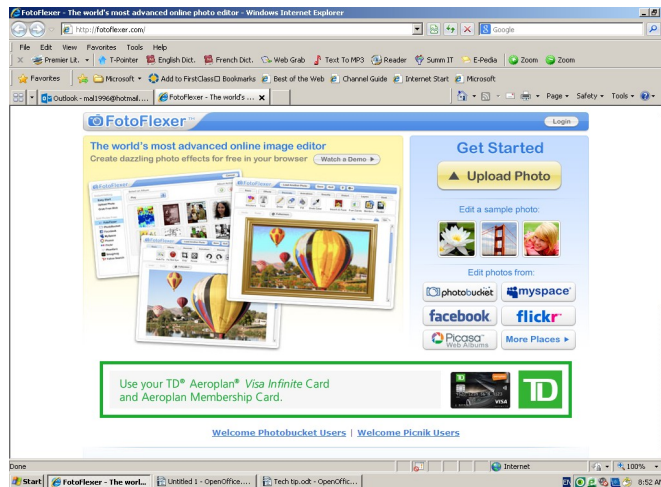 FotoFlexer - The world's most advanced online photo editor - Windows Internet Explorer
http://fotoflexer.com/
Google
File Edit View Favorites Tools Help
Premier Lit. T-Pointer English Dict. French Dict. Web Grab Text To MP3 Reader Summ IT E-Pedia Zoom Zoom
Favorites Microsoft Add to FirstClass Bookmarks Best of the Web Channel Guide Internet Start Microsoft
Outlook - mal1996@hotmail.... FotoFlexer - The world's ... Page Safety Tools
FotoFlexer™ Login
The world's most advanced online image editor
Create dazzling photo effects for free in your browser Watch a Demo
Get Started
Upload Photo
Edit a sample photo:
Edit photos from:
photobucket myspace
facebook flickr
Picasa™ Web Albums More Places
Use your TD® Aeroplan® Visa Infinite Card
and Aeroplan Membership Card.
TD VISA TD
Welcome Photobucket Users | Welcome Picnik Users
Done Internet 100%
Start FotoFlexer - The worl... Untitled 1 - OpenOffice.... Tech tip.odt - OpenOffic... EN 8:52 AM